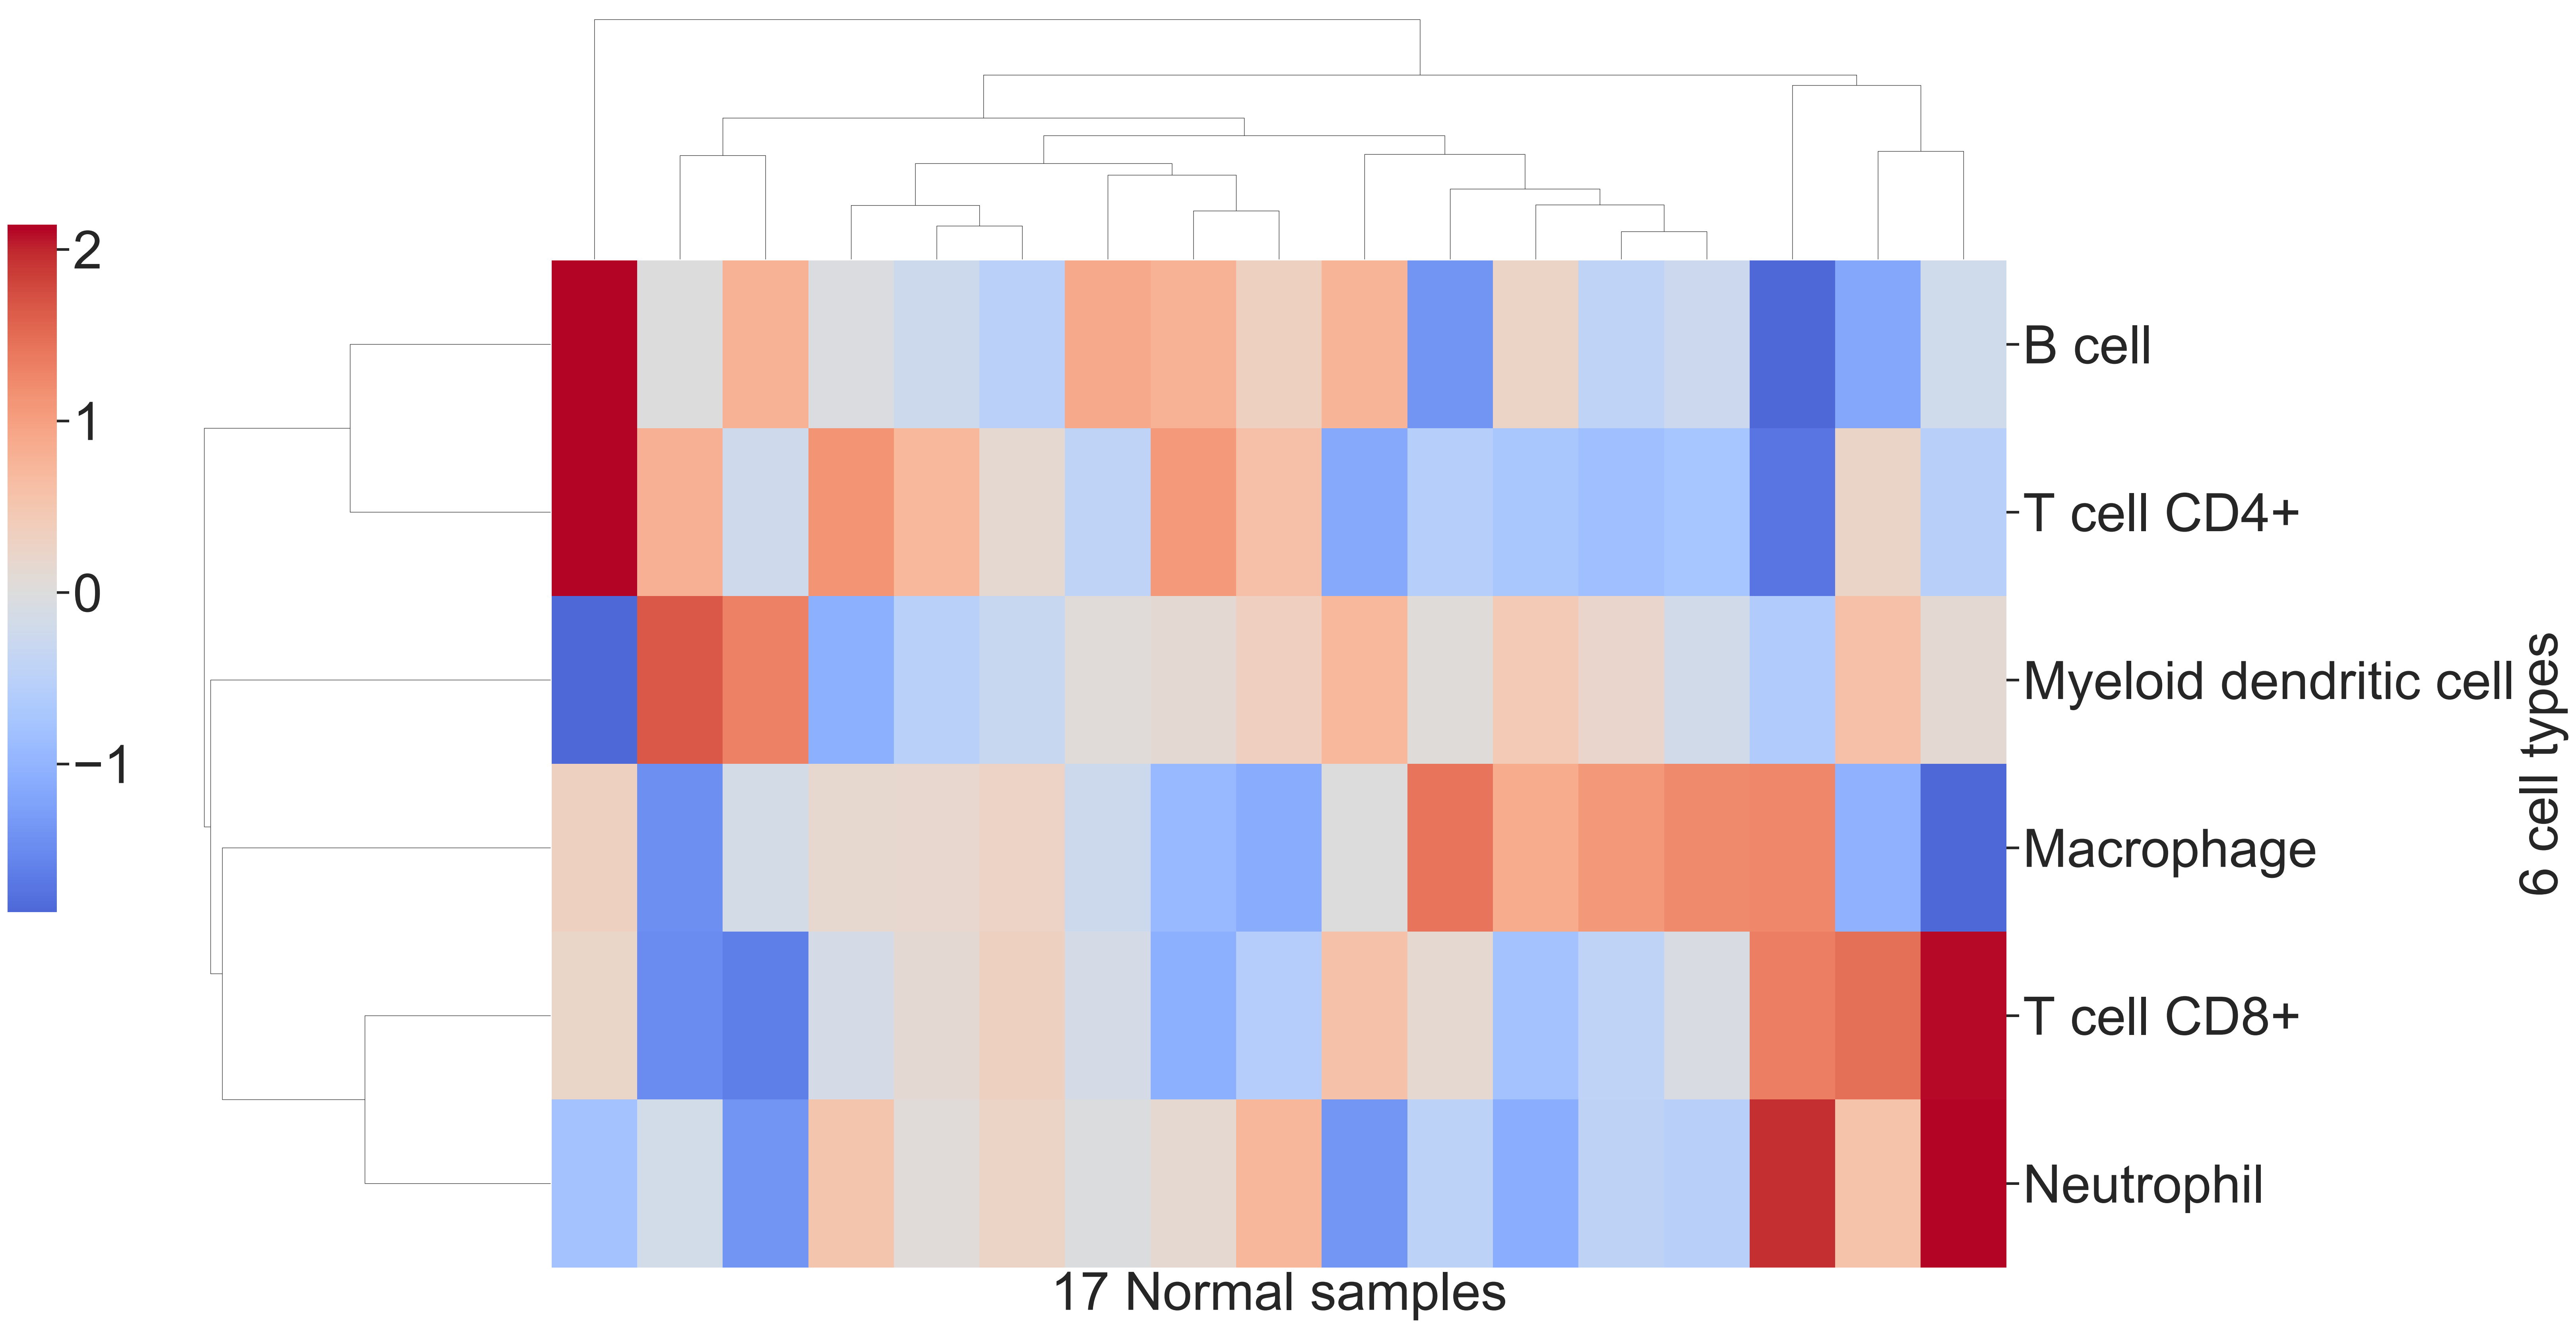 2
1
0
−1
B cell
T cell CD4+
Myeloid dendritic cell
Macrophage
T cell CD8+
Neutrophil
6 cell types
17 Normal samples